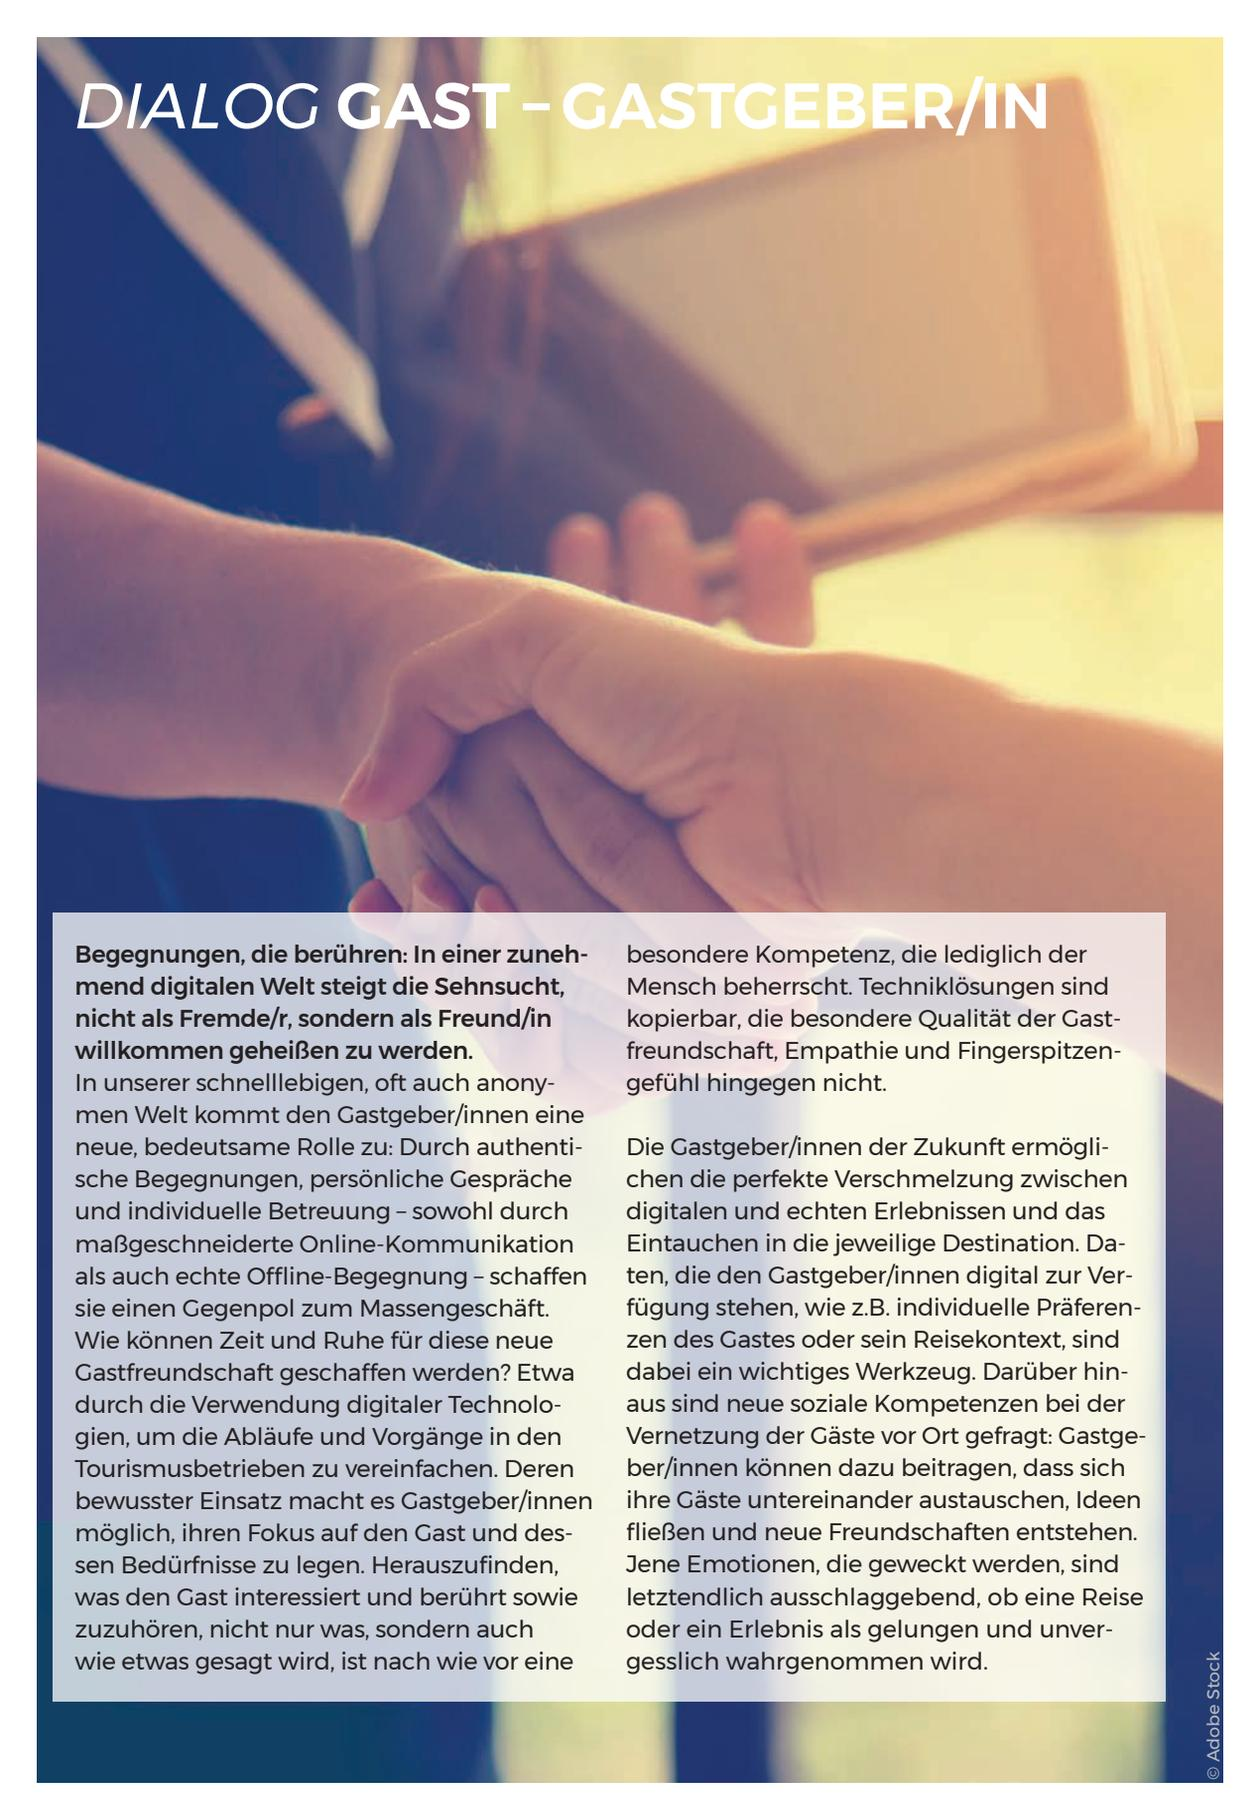 DIALOG GAST – GASTGEBER/IN
Begegnungen, die berühren: In einer zuneh-
mend digitalen Welt steigt die Sehnsucht,
nicht als Fremde/r, sondern als Freund/in
willkommen geheißen zu werden.
In unserer schnelllebigen, oft auch anony-
men Welt kommt den Gastgeber/innen eine
neue, bedeutsame Rolle zu: Durch authenti-
sche Begegnungen, persönliche Gespräche
und individuelle Betreuung – sowohl durch
maßgeschneiderte Online-Kommunikation
als auch echte Offline-Begegnung – schaffen
sie einen Gegenpol zum Massengeschäft.
Wie können Zeit und Ruhe für diese neue
Gastfreundschaft geschaffen werden? Etwa
durch die Verwendung digitaler Technolo-
gien, um die Abläufe und Vorgänge in den
Tourismusbetrieben zu vereinfachen. Deren
bewusster Einsatz macht es Gastgeber/innen
möglich, ihren Fokus auf den Gast und des-
sen Bedürfnisse zu legen. Herauszufinden,
was den Gast interessiert und berührt sowie
zuzuhören, nicht nur was, sondern auch
wie etwas gesagt wird, ist nach wie vor eine
besondere Kompetenz, die lediglich der
Mensch beherrscht. Techniklösungen sind
kopierbar, die besondere Qualität der Gast-
freundschaft, Empathie und Fingerspitzen-
gefühl hingegen nicht.
Die Gastgeber/innen der Zukunft ermögli-
chen die perfekte Verschmelzung zwischen
digitalen und echten Erlebnissen und das
Eintauchen in die jeweilige Destination. Da-
ten, die den Gastgeber/innen digital zur Ver-
fügung stehen, wie z.B. individuelle Präferen-
zen des Gastes oder sein Reisekontext, sind
dabei ein wichtiges Werkzeug. Darüber hin-
aus sind neue soziale Kompetenzen bei der
Vernetzung der Gäste vor Ort gefragt: Gastge-
ber/innen können dazu beitragen, dass sich
ihre Gäste untereinander austauschen, Ideen
fließen und neue Freundschaften entstehen.
Jene Emotionen, die geweckt werden, sind
letztendlich ausschlaggebend, ob eine Reise
oder ein Erlebnis als gelungen und unver-
gesslich wahrgenommen wird.
© Adobe Stock